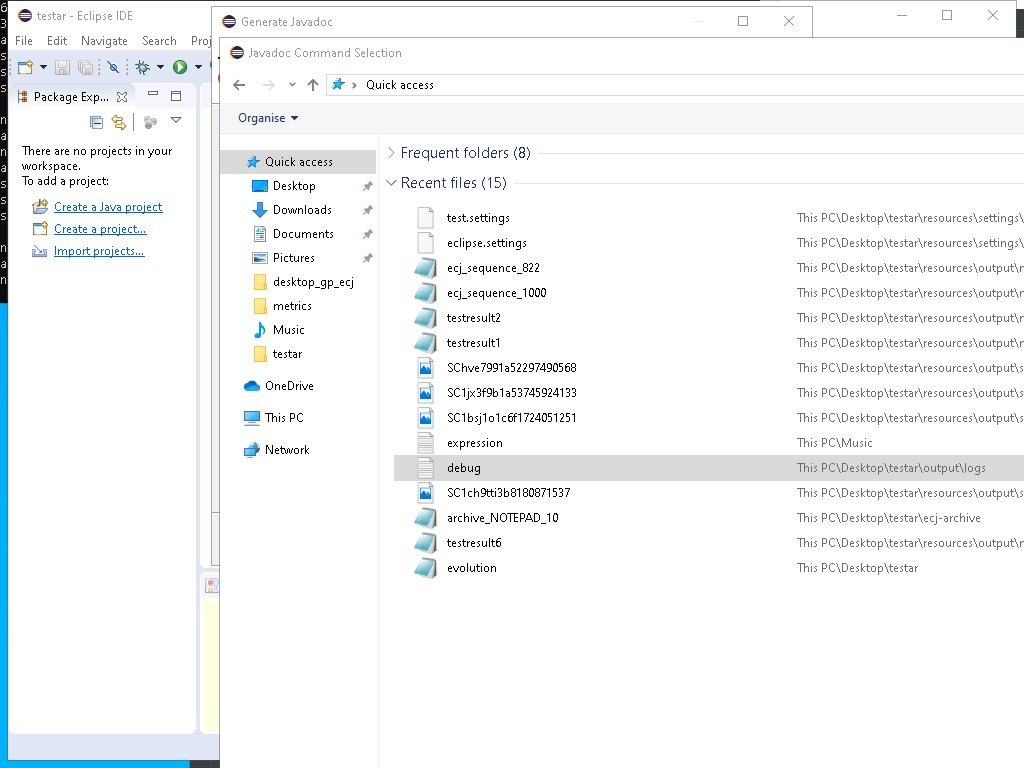 testar - Eclipse IDE
File Edit Navigate Search Proj
Package Exp...
There are no projects in your
workspace.
To add a project:
Create a Java project
Create a project...
Import projects...
Generate Javadoc
Javadoc Command Selection
Quick access
Organise
Quick access
Desktop
Downloads
Documents
Pictures
desktop_gp_ecj
metrics
Music
testar
OneDrive
This PC
Network
Frequent folders (8)
Recent files (15)
test.settings This PC\Desktop\testar\resources\settings\
eclipse.settings This PC\Desktop\testar\resources\settings\
ecj_sequence_822 This PC\Desktop\testar\resources\output\r
ecj_sequence_1000 This PC\Desktop\testar\resources\output\r
testresult2 This PC\Desktop\testar\resources\output\r
testresult1 This PC\Desktop\testar\resources\output\r
SChve7991a52297490568 This PC\Desktop\testar\resources\output\s
SC1jx3f9b1a53745924133 This PC\Desktop\testar\resources\output\s
SC1bsj1o1c6f1724051251 This PC\Desktop\testar\resources\output\s
expression This PC\Music
debug This PC\Desktop\testar\output\logs
SC1ch9tti3b8180871537 This PC\Desktop\testar\resources\output\s
archive_NOTEPAD_10 This PC\Desktop\testar\ecj-archive
testresult6 This PC\Desktop\testar\resources\output\r
evolution This PC\Desktop\testar